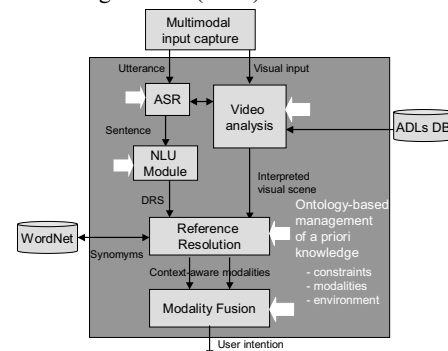 Multimodal
input capture
Utterance
Visual input
ASR
Video
analysis
ADLs DB
Sentence
NLU
Module
Interpreted
visual scene
DRS
Ontology-based
management
of a priori
knowledge
- constraints
- modalities
- environment
WordNet
Synomyms
Reference
Resolution
Context-aware modalities
Modality Fusion
User intention